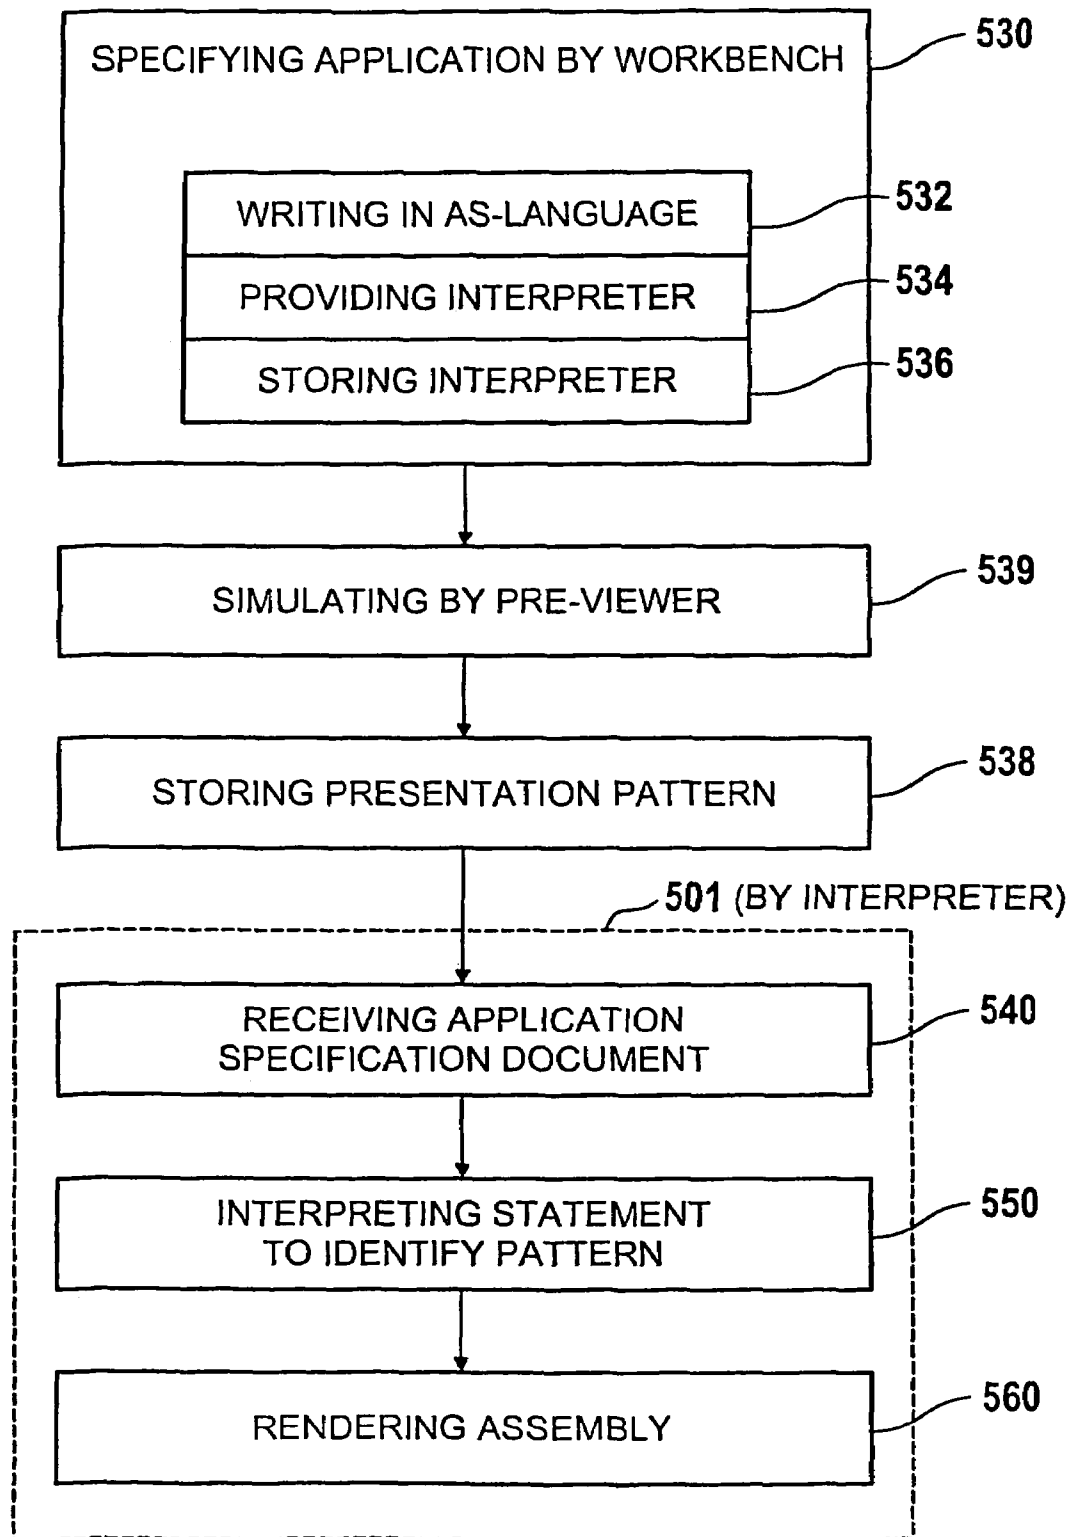 530
SPECIFYING APPLICATION BY WORKBENCH
532
WRITING IN AS-LANGUAGE
534
PROVIDING INTERPRETER
536
STORING INTERPRETER
539
SIMULATING BY PRE-VIEWER
538
STORING PRESENTATION PATTERN
501 (BY INTERPRETER)
540
RECEIVING APPLICATION
SPECIFICATION DOCUMENT
550
INTERPRETING STATEMENT
TO IDENTIFY PATTERN
560
RENDERING ASSEMBLY